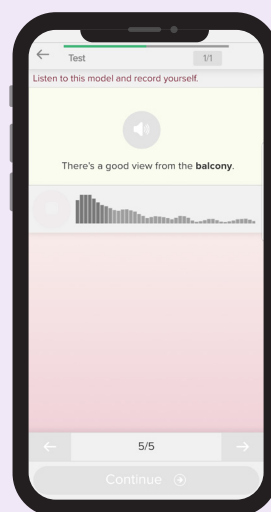 Test 1/1
Listen to this model and record yourself.
There's a good view from the balcony.
5/5
Continue